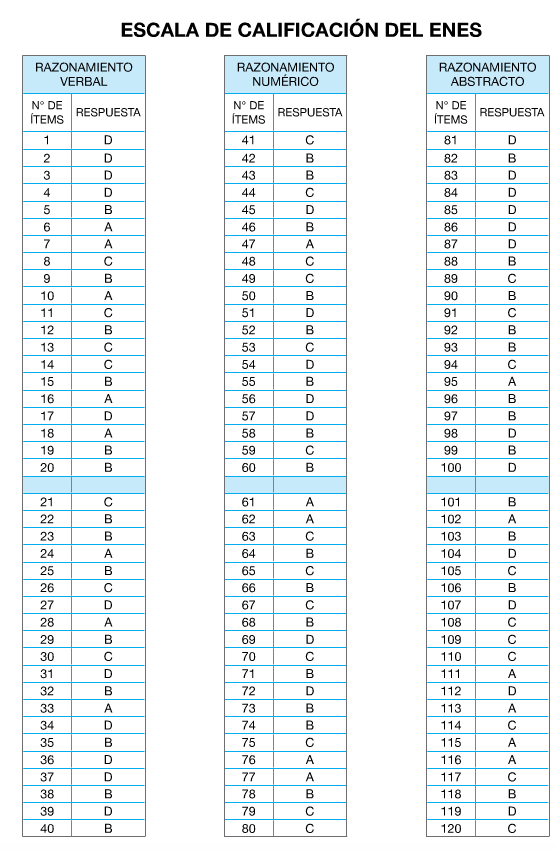 ESCALA DE CALIFICACIÓN DEL ENES
RAZONAMIENTO
VERBAL
N° DE
ÍTEMS
RESPUESTA
1 D
2 D
3 D
4 D
5 B
6 A
7 A
8 C
9 B
10 A
11 C
12 B
13 C
14 C
15 B
16 A
17 D
18 A
19 B
20 B
21 C
22 B
23 B
24 A
25 B
26 C
27 D
28 A
29 B
30 C
31 D
32 B
33 A
34 D
35 B
36 D
37 D
38 B
39 D
40 B
RAZONAMIENTO
NUMÉRICO
N° DE
ÍTEMS
RESPUESTA
41 C
42 B
43 B
44 C
45 D
46 B
47 A
48 C
49 C
50 B
51 D
52 B
53 C
54 D
55 B
56 D
57 D
58 B
59 C
60 B
61 A
62 A
63 C
64 B
65 C
66 B
67 C
68 B
69 D
70 C
71 B
72 D
73 B
74 B
75 C
76 A
77 A
78 B
79 C
80 C
RAZONAMIENTO
ABSTRACTO
N° DE
ÍTEMS
RESPUESTA
81 D
82 B
83 D
84 D
85 D
86 D
87 D
88 B
89 C
90 B
91 C
92 B
93 B
94 C
95 A
96 B
97 B
98 D
99 B
100 D
101 B
102 A
103 B
104 D
105 C
106 B
107 D
108 C
109 C
110 C
111 A
112 D
113 A
114 C
115 A
116 A
117 C
118 B
119 D
120 C